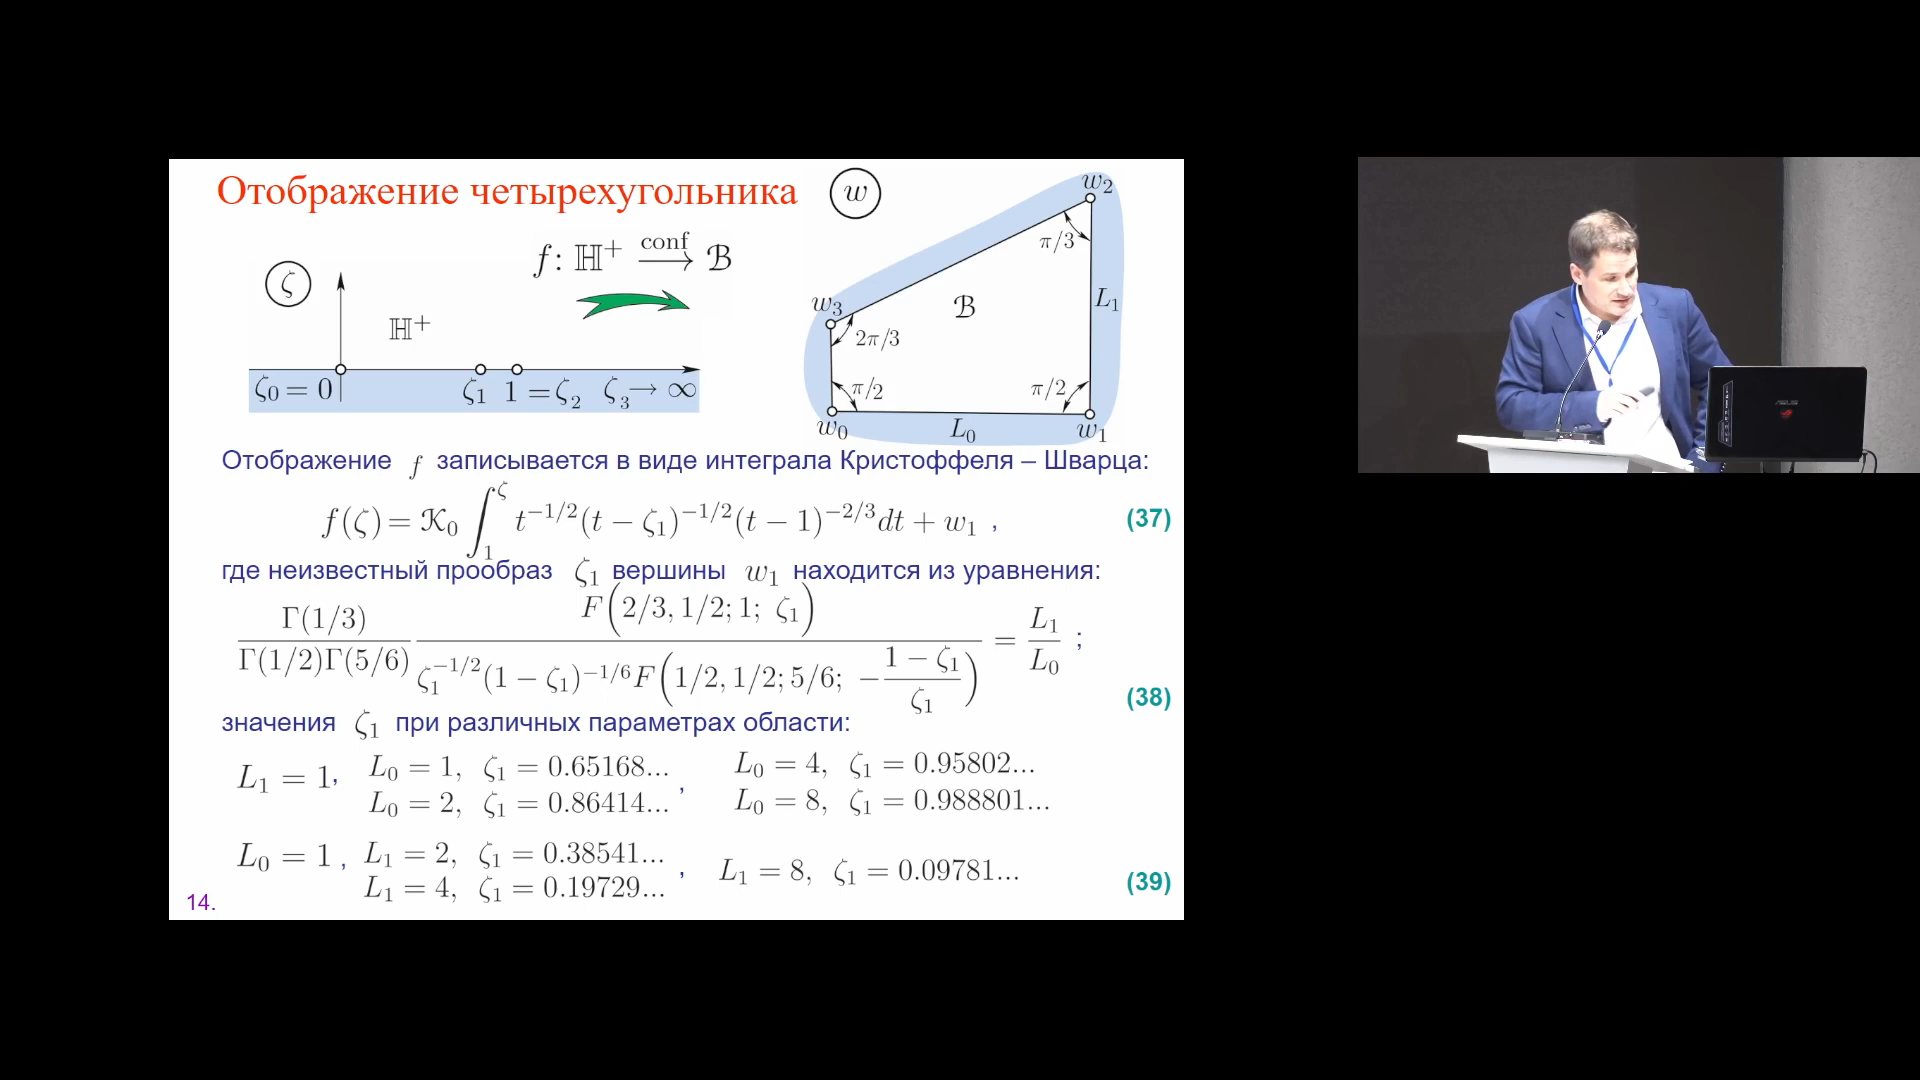 Отображение четырехугольника
w
w₂
π/3
f: ℍ⁺ conf⟶ ℬ
ζ
ℍ⁺
w₃
ℬ
L₁
2π/3
π/2
π/2
ζ₀ = 0
ζ₁
1 = ζ₂
ζ₃ → ∞
w₀
L₀
w₁
Отображение f записывается в виде интеграла Кристоффеля – Шварца:
f(ζ) = 𝒦₀ ∫₁^ζ t^{-1/2}(t − ζ₁)^{-1/2}(t − 1)^{-2/3}dt + w₁ , (37)
где неизвестный прообраз ζ₁ вершины w₁ находится из уравнения:
Γ(1/3) / Γ(1/2)Γ(5/6) · F(2/3, 1/2; 1; ζ₁) / ζ₁^{-1/2}(1 − ζ₁)^{-1/6}F(1/2, 1/2; 5/6; −(1 − ζ₁)/ζ₁) = L₁/L₀ ;
(38)
значения ζ₁ при различных параметрах области:
L₁ = 1, L₀ = 1, ζ₁ = 0.65168... L₀ = 4, ζ₁ = 0.95802...
L₀ = 2, ζ₁ = 0.86414... , L₀ = 8, ζ₁ = 0.988801...
L₀ = 1 , L₁ = 2, ζ₁ = 0.38541... , L₁ = 8, ζ₁ = 0.09781...
L₁ = 4, ζ₁ = 0.19729... (39)
14.
ASUS